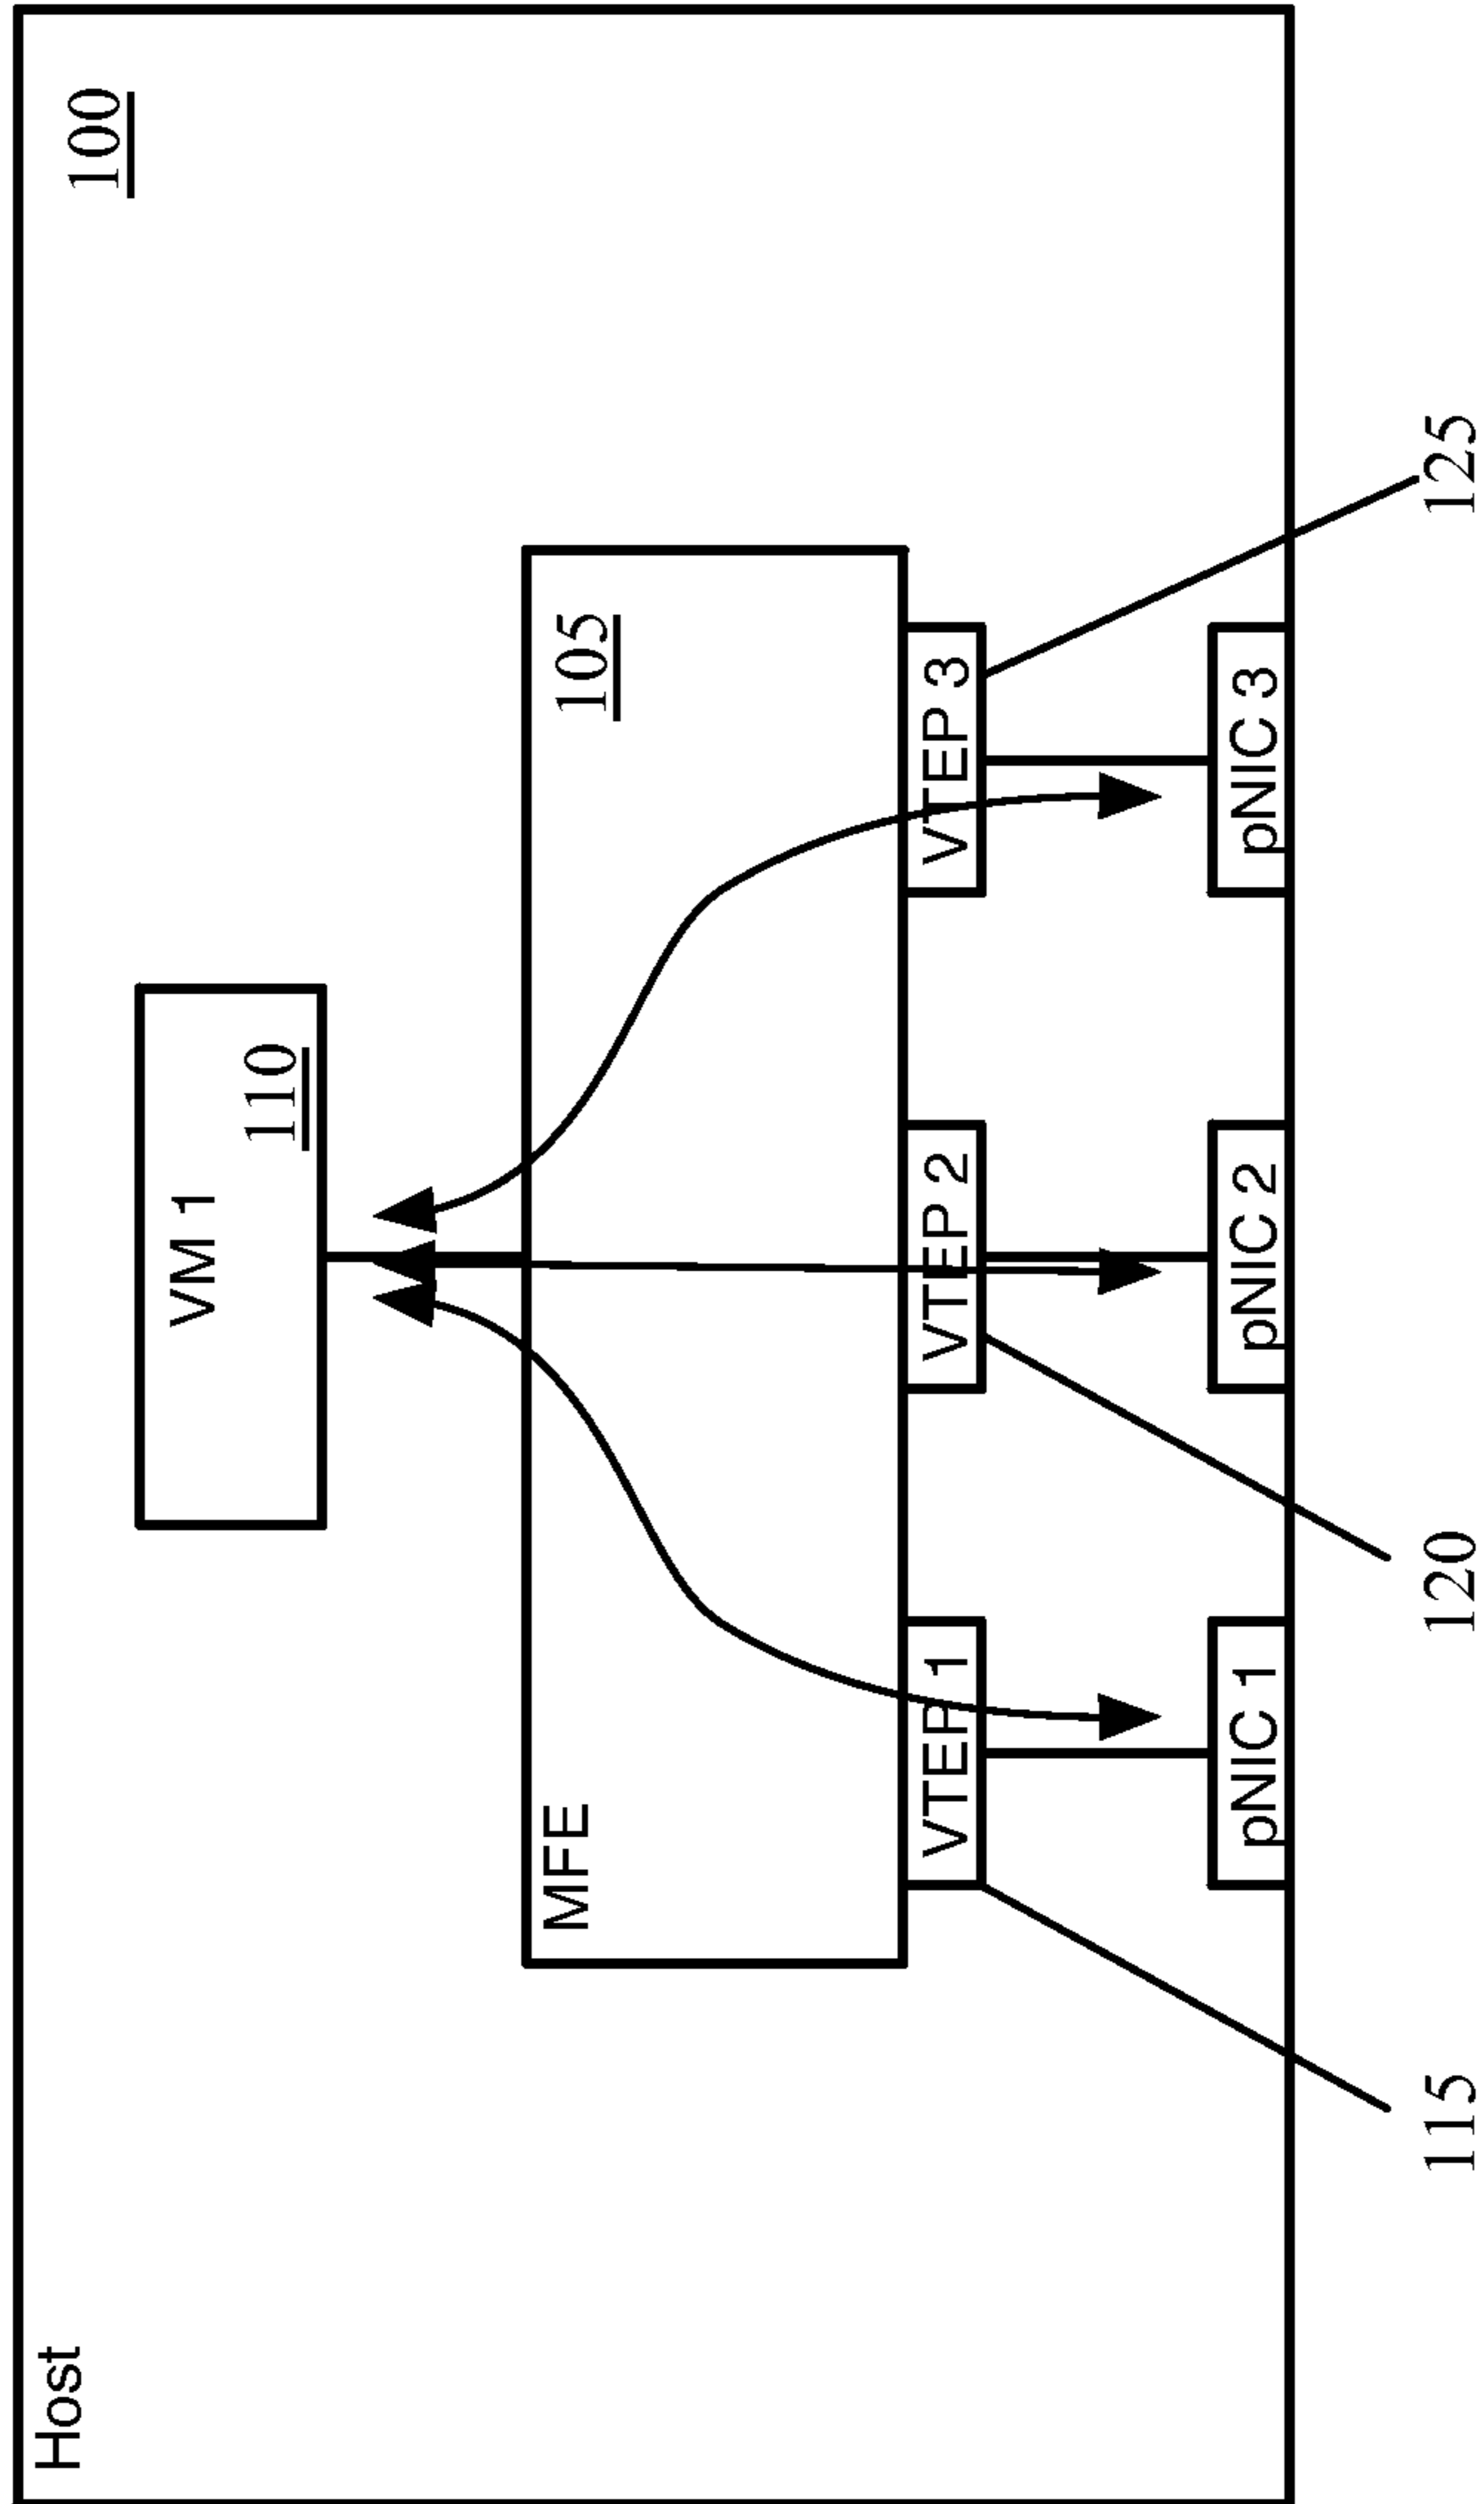 Host
100
VM 1
110
MFE
105
VTEP 1
VTEP 2
VTEP 3
pNIC 1
pNIC 2
pNIC 3
115
120
125